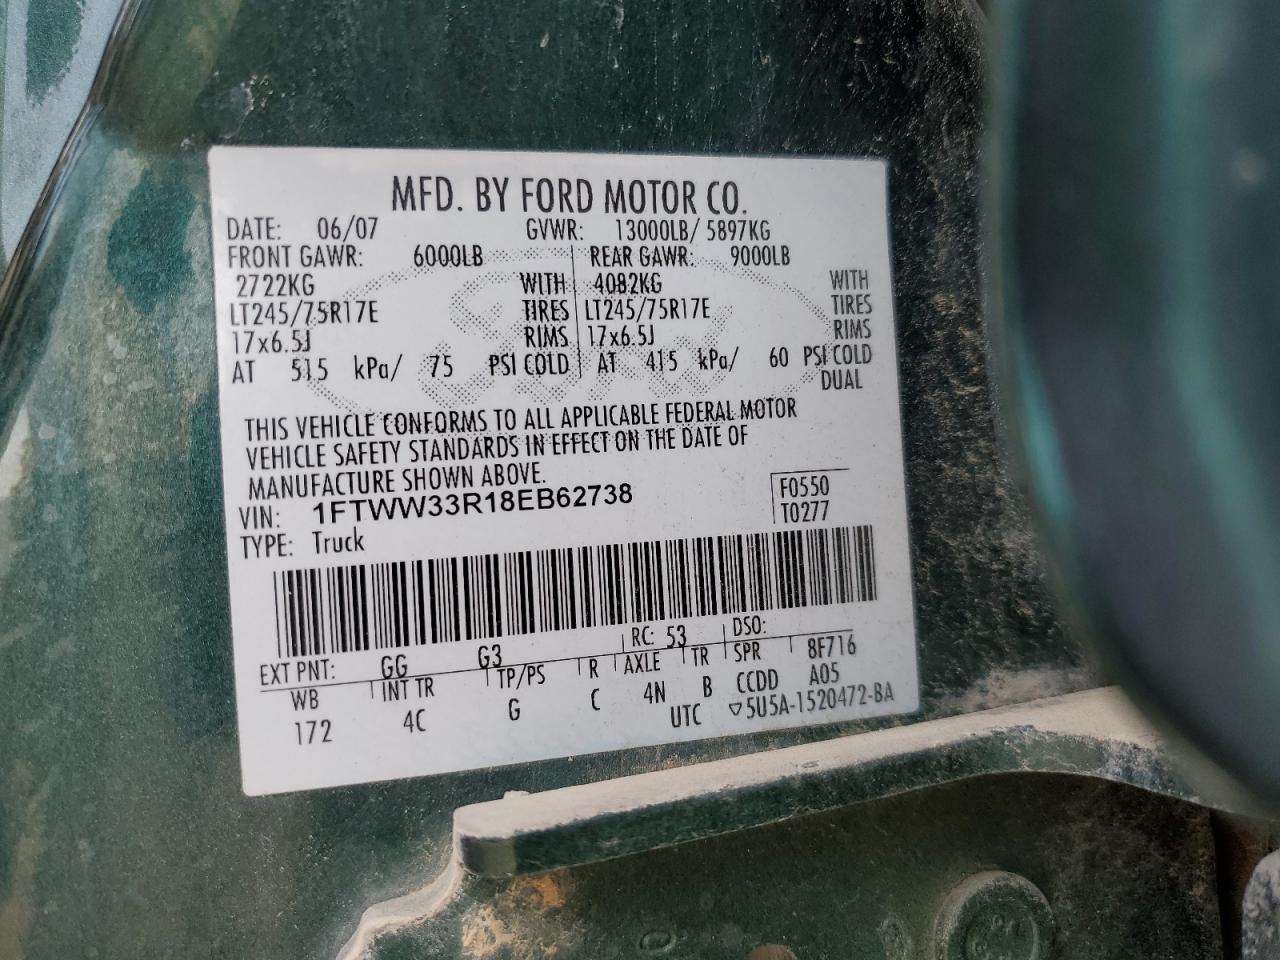 MFD. BY FORD MOTOR CO.
DATE: 06/07 GVWR: 13000LB/ 5897KG
FRONT GAWR: 6000LB REAR GAWR: 9000LB
2722KG WITH 4082KG WITH
LT245/75R17E TIRES LT245/75R17E TIRES
17x6.5J RIMS 17x6.5J RIMS
AT 515 kPa/ 75 PSI COLD AT 415 kPa/ 60 PSI COLD
DUAL
THIS VEHICLE CONFORMS TO ALL APPLICABLE FEDERAL MOTOR
VEHICLE SAFETY STANDARDS IN EFFECT ON THE DATE OF
MANUFACTURE SHOWN ABOVE.
VIN: 1FTWW33R18EB62738 F0550
TYPE: Truck T0277
EXT PNT: GG G3 RC: 53 DSO:
WB INT TR TP/PS R AXLE TR SPR 8F716
172 4C G C 4N B CCDD A05
UTC ▽5U5A-1520472-BA